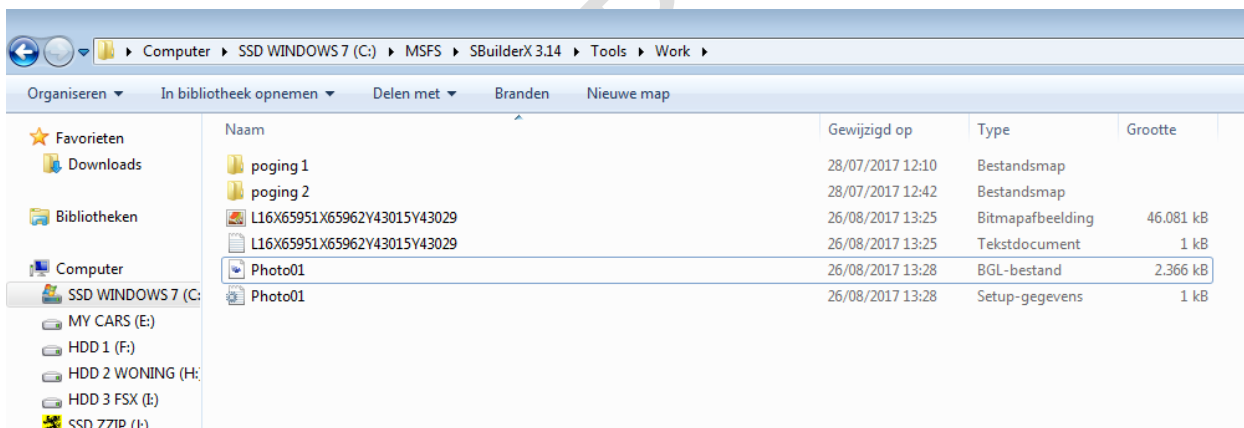 Computer ▸ SSD WINDOWS 7 (C:) ▸ MSFS ▸ SBuilderX 3.14 ▸ Tools ▸ Work ▸
Organiseren In bibliotheek opnemen Delen met Branden Nieuwe map
Favorieten
Downloads
Bibliotheken
Computer
SSD WINDOWS 7 (C:
MY CARS (E:)
HDD 1 (F:)
HDD 2 WONING (H:)
HDD 3 FSX (I:)
SSD ZZIP (J:)
Naam Gewijzigd op Type Grootte
poging 1 28/07/2017 12:10 Bestandsmap
poging 2 28/07/2017 12:42 Bestandsmap
L16X65951X65962Y43015Y43029 26/08/2017 13:25 Bitmapafbeelding 46.081 kB
L16X65951X65962Y43015Y43029 26/08/2017 13:25 Tekstdocument 1 kB
Photo01 26/08/2017 13:28 BGL-bestand 2.366 kB
Photo01 26/08/2017 13:28 Setup-gegevens 1 kB